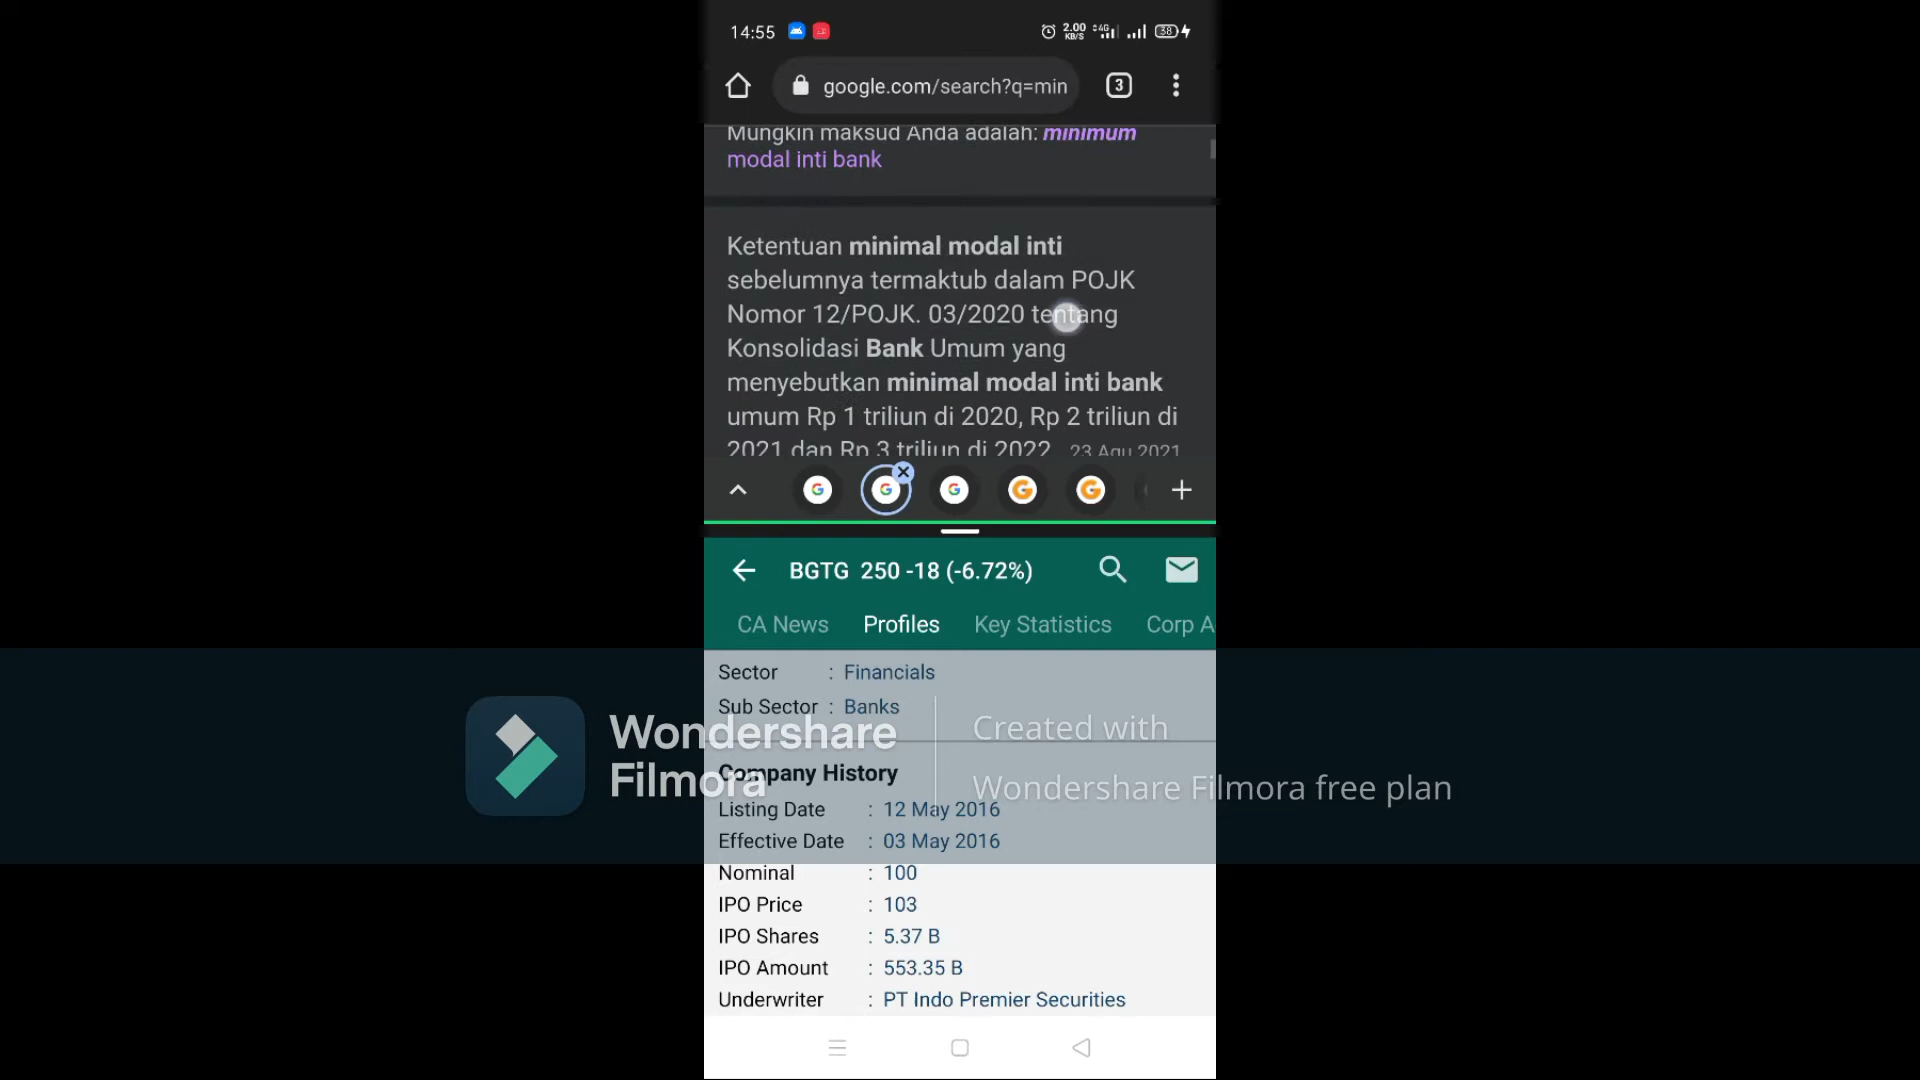 14:55 2.00 KB/S 4G 38
google.com/search?q=min 3
Mungkin maksud Anda adalah: minimum
modal inti bank
Ketentuan minimal modal inti
sebelumnya termaktub dalam POJK
Nomor 12/POJK. 03/2020 tentang
Konsolidasi Bank Umum yang
menyebutkan minimal modal inti bank
umum Rp 1 triliun di 2020, Rp 2 triliun di
2021 dan Rp 3 triliun di 2022 23 Agu 2021
BGTG 250 -18 (-6.72%)
CA News Profiles Key Statistics Corp A
Sector : Financials
Sub Sector : Banks
Wondershare Filmora
Created with
Wondershare Filmora free plan
Company History
Listing Date : 12 May 2016
Effective Date : 03 May 2016
Nominal : 100
IPO Price : 103
IPO Shares : 5.37 B
IPO Amount : 553.35 B
Underwriter : PT Indo Premier Securities